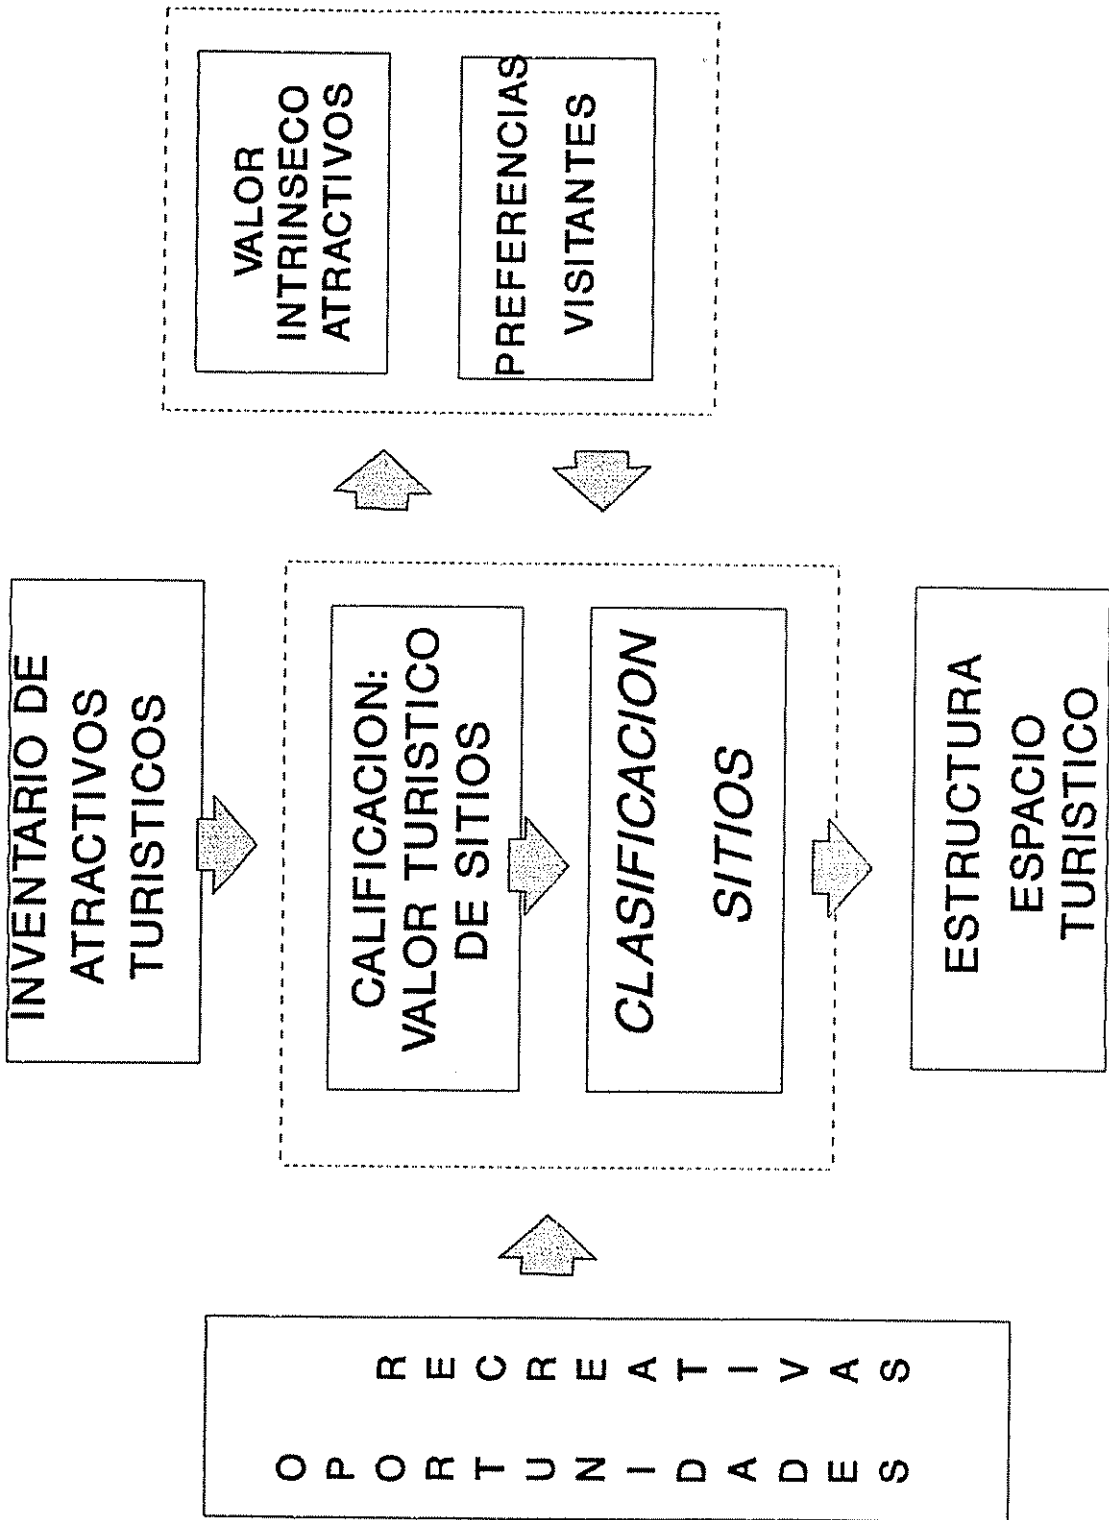 INVENTARIO DE
ATRACTIVOS
TURISTICOS
OPORTUNIDADES
RECREATIVAS
CALIFICACION:
VALOR TURISTICO
DE SITIOS
CLASIFICACION
SITIOS
VALOR
INTRINSECO
ATRACTIVOS
PREFERENCIAS
VISITANTES
ESTRUCTURA
ESPACIO
TURISTICO